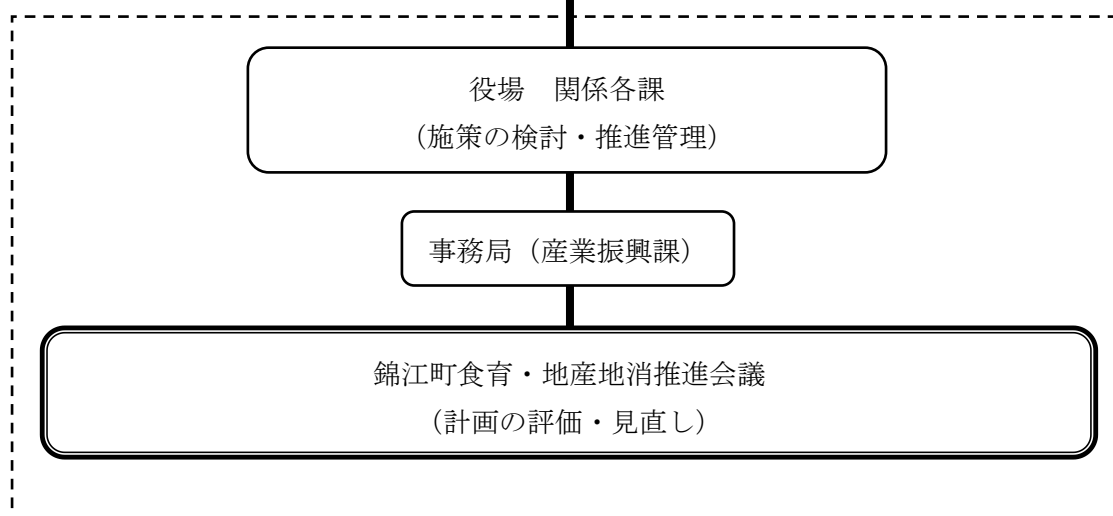 役場　関係各課
（施策の検討・推進管理）
事務局（産業振興課）
錦江町食育・地産地消推進会議
（計画の評価・見直し）